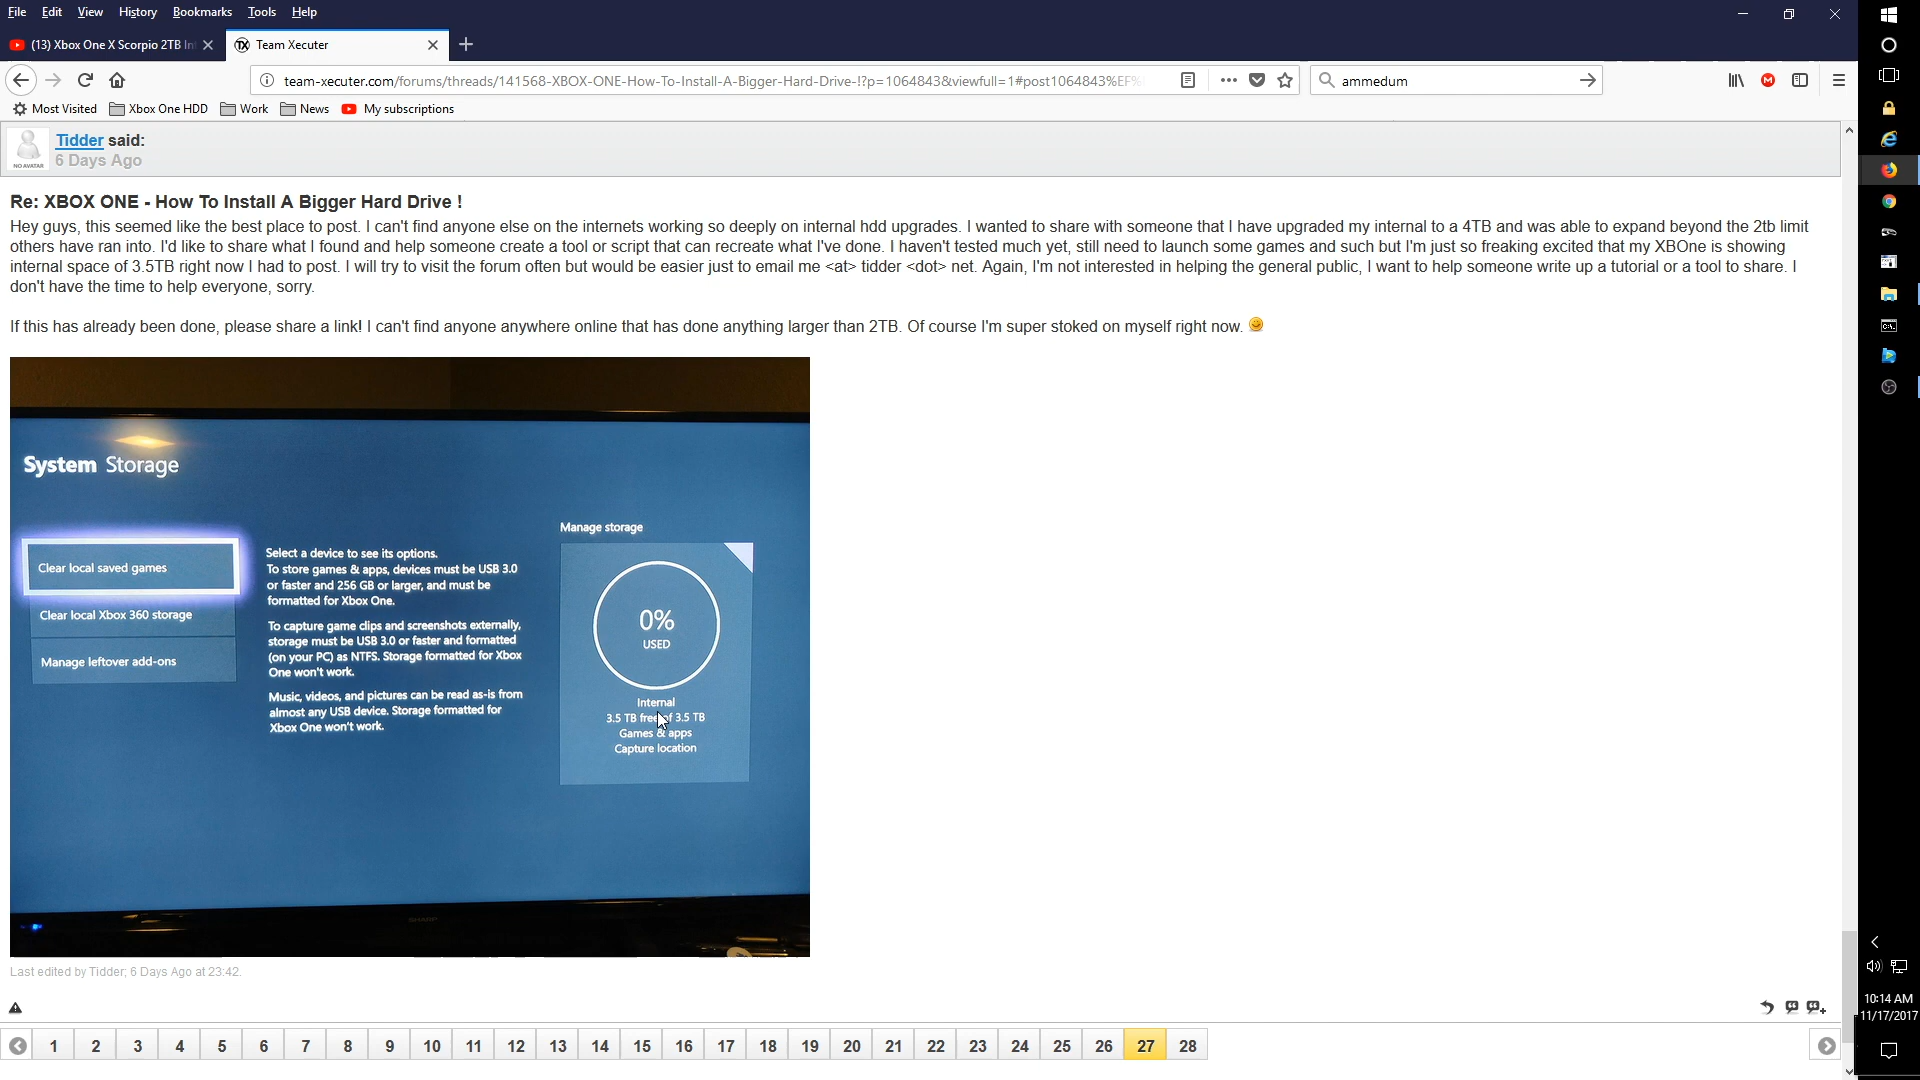 File Edit View History Bookmarks Tools Help
(13) Xbox One X Scorpio 2TB In
Team Xecuter
team-xecuter.com/forums/threads/141568-XBOX-ONE-How-To-Install-A-Bigger-Hard-Drive-!?p=1064843&viewfull=1#post1064843%EF%
ammedum
Most Visited Xbox One HDD Work News My subscriptions
Tidder said:
6 Days Ago
NO AVATAR
Re: XBOX ONE - How To Install A Bigger Hard Drive !
Hey guys, this seemed like the best place to post. I can't find anyone else on the internets working so deeply on internal hdd upgrades. I wanted to share with someone that I have upgraded my internal to a 4TB and was able to expand beyond the 2tb limit
others have ran into. I'd like to share what I found and help someone create a tool or script that can recreate what I've done. I haven't tested much yet, still need to launch some games and such but I'm just so freaking excited that my XBOne is showing
internal space of 3.5TB right now I had to post. I will try to visit the forum often but would be easier just to email me <at> tidder <dot> net. Again, I'm not interested in helping the general public, I want to help someone write up a tutorial or a tool to share. I
don't have the time to help everyone, sorry.
If this has already been done, please share a link! I can't find anyone anywhere online that has done anything larger than 2TB. Of course I'm super stoked on myself right now.
System Storage
Clear local saved games
Clear local Xbox 360 storage
Manage leftover add-ons
Select a device to see its options.
To store games & apps, devices must be USB 3.0
or faster and 256 GB or larger, and must be
formatted for Xbox One.
To capture game clips and screenshots externally,
storage must be USB 3.0 or faster and formatted
(on your PC) as NTFS. Storage formatted for Xbox
One won't work.
Music, videos, and pictures can be read as-is from
almost any USB device. Storage formatted for
Xbox One won't work.
Manage storage
0%
USED
Internal
3.5 TB free of 3.5 TB
Games & apps
Capture location
SHARP
Last edited by Tidder; 6 Days Ago at 23:42.
1 2 3 4 5 6 7 8 9 10 11 12 13 14 15 16 17 18 19 20 21 22 23 24 25 26 27 28
10:14 AM
11/17/2017